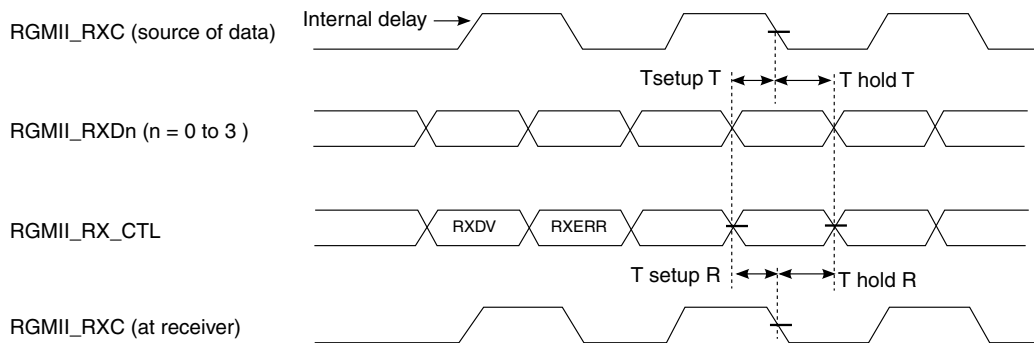 RGMII_RXC (source of data)
Internal delay
Tsetup T
T hold T
RGMII_RXDn (n = 0 to 3 )
RGMII_RX_CTL
RXDV
RXERR
T setup R
T hold R
RGMII_RXC (at receiver)